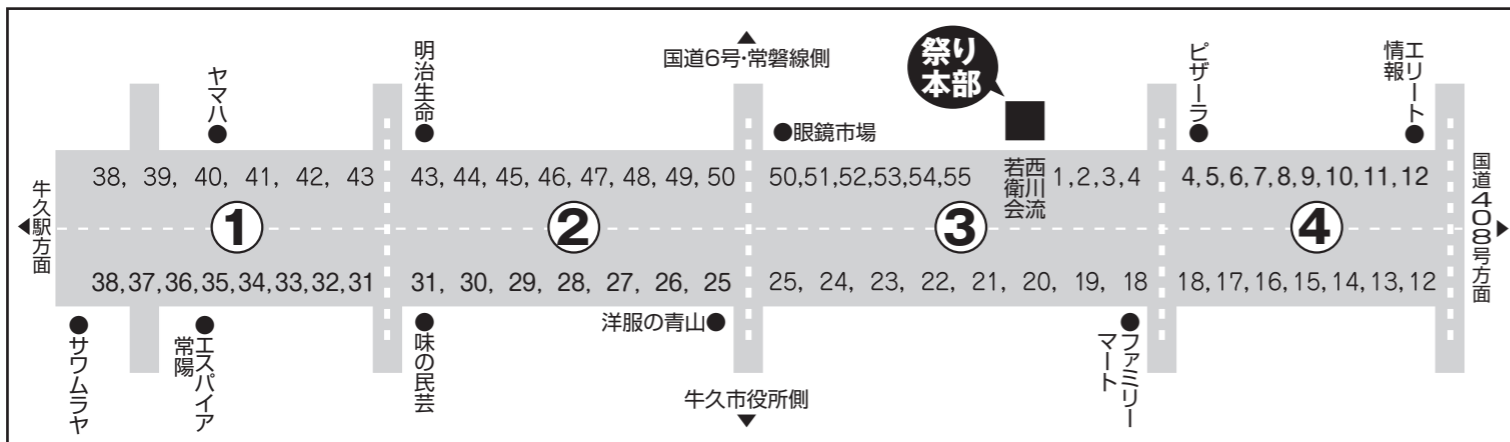 国道6号・常磐線側
祭り
本部
ヤマハ
明治生命
眼鏡市場
ピザーラ
エリート
情報
牛久駅方面
38, 39, 40, 41, 42, 43
43, 44, 45, 46, 47, 48, 49, 50
50,51,52,53,54,55
西川流
若衛会
1,2,3,4
4,5,6,7,8,9,10,11,12
①
②
③
④
国道408号方面
38,37,36,35,34,33,32,31
31, 30, 29, 28, 27, 26, 25
25, 24, 23, 22, 21, 20, 19, 18
18,17,16,15,14,13,12
サワムラヤ
エスパイア
常陽
味の民芸
洋服の青山
ファミリー
マート
牛久市役所側